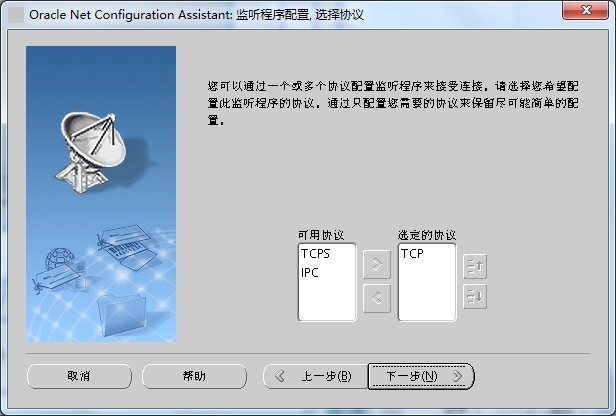 Oracle Net Configuration Assistant: 监听程序配置, 选择协议
您可以通过一个或多个协议配置监听程序来接受连接。请选择您希望配
置此监听程序的协议。通过只配置您需要的协议来保留尽可能简单的配
置。
可用协议
选定的协议
TCPS
IPC
TCP
取消
帮助
上一步(B)
下一步(N)